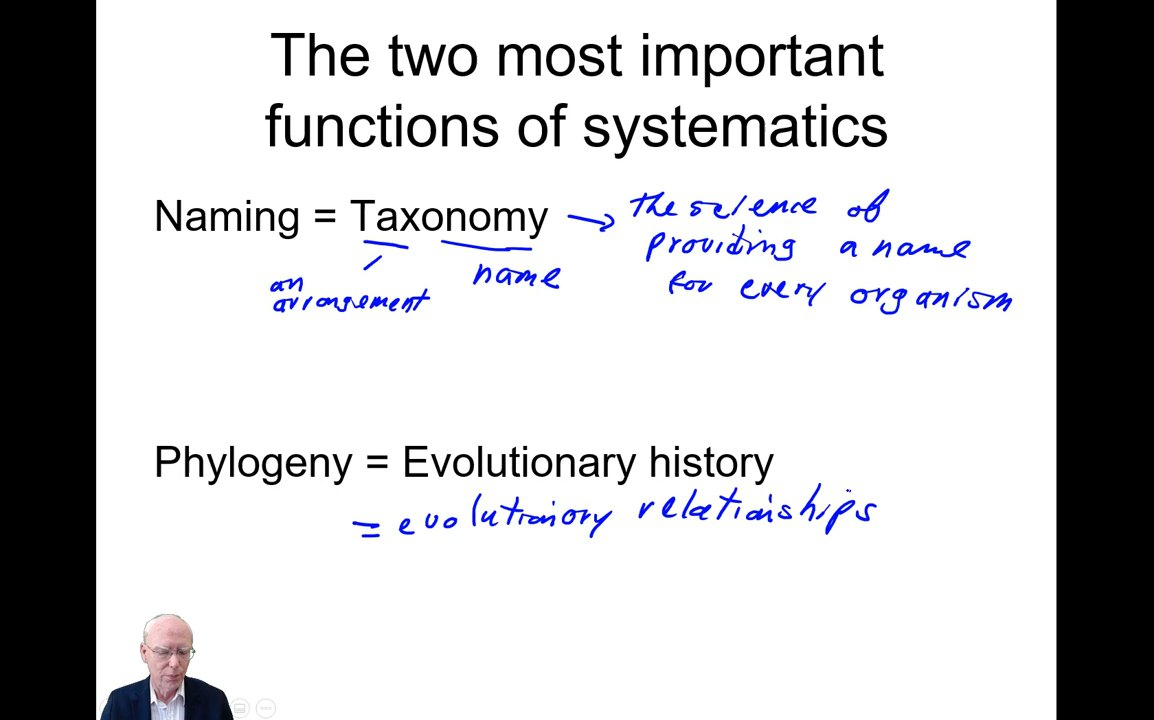 The two most important
functions of systematics
Naming = Taxonomy → the science of
providing a name
for every organism
an
arrangement
name
Phylogeny = Evolutionary history
= evolutionary relationships